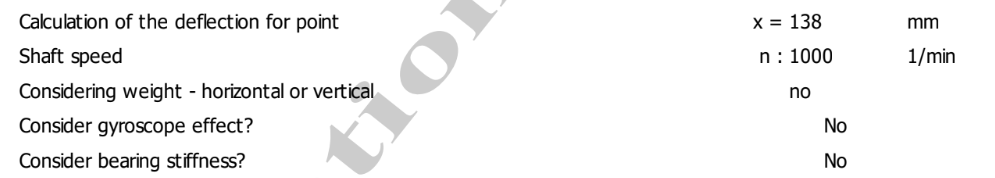 Calculation of the deflection for point x = 138 mm
Shaft speed n : 1000 1/min
Considering weight - horizontal or vertical no
Consider gyroscope effect? No
Consider bearing stiffness? No
tion